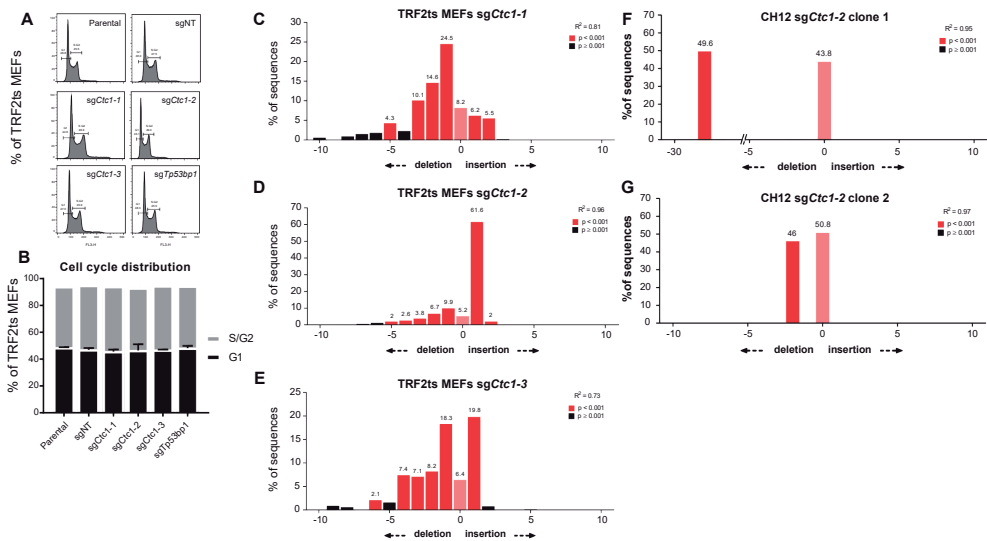 A
% of TRF2ts MEFs
Parental
sgNT
sgCtc1-1
sgCtc1-2
sgCtc1-3
sgTp53bp1
FL3-H
B
Cell cycle distribution
% of TRF2ts MEFs
100
80
60
40
20
0
S/G2
G1
Parental
sgNT
sgCtc1-1
sgCtc1-2
sgCtc1-3
sgTp53bp1
C
TRF2ts MEFs sgCtc1-1
R² = 0.81
p < 0.001
p ≥ 0.001
% of sequences
30
25
20
15
10
5
0
4.3
10.1
14.6
24.5
8.2
6.2
5.5
-10
-5
0
5
10
deletion insertion
D
TRF2ts MEFs sgCtc1-2
R² = 0.96
p < 0.001
p ≥ 0.001
% of sequences
70
60
50
40
30
20
10
0
2
2.6
3.8
6.7
9.9
5.2
61.6
2
-10
-5
0
5
10
deletion insertion
E
TRF2ts MEFs sgCtc1-3
R² = 0.73
p < 0.001
p ≥ 0.001
% of sequences
25
20
15
10
5
0
2.1
7.4
7.1
8.2
18.3
6.4
19.8
-10
-5
0
5
10
deletion insertion
F
CH12 sgCtc1-2 clone 1
R² = 0.95
p < 0.001
p ≥ 0.001
%of sequences
60
50
40
30
20
10
0
49.6
43.8
-30
-5
0
5
10
deletion insertion
G
CH12 sgCtc1-2 clone 2
R² = 0.97
p < 0.001
p ≥ 0.001
%of sequences
70
60
50
40
30
20
10
0
46
50.8
-10
-5
0
5
10
deletion insertion